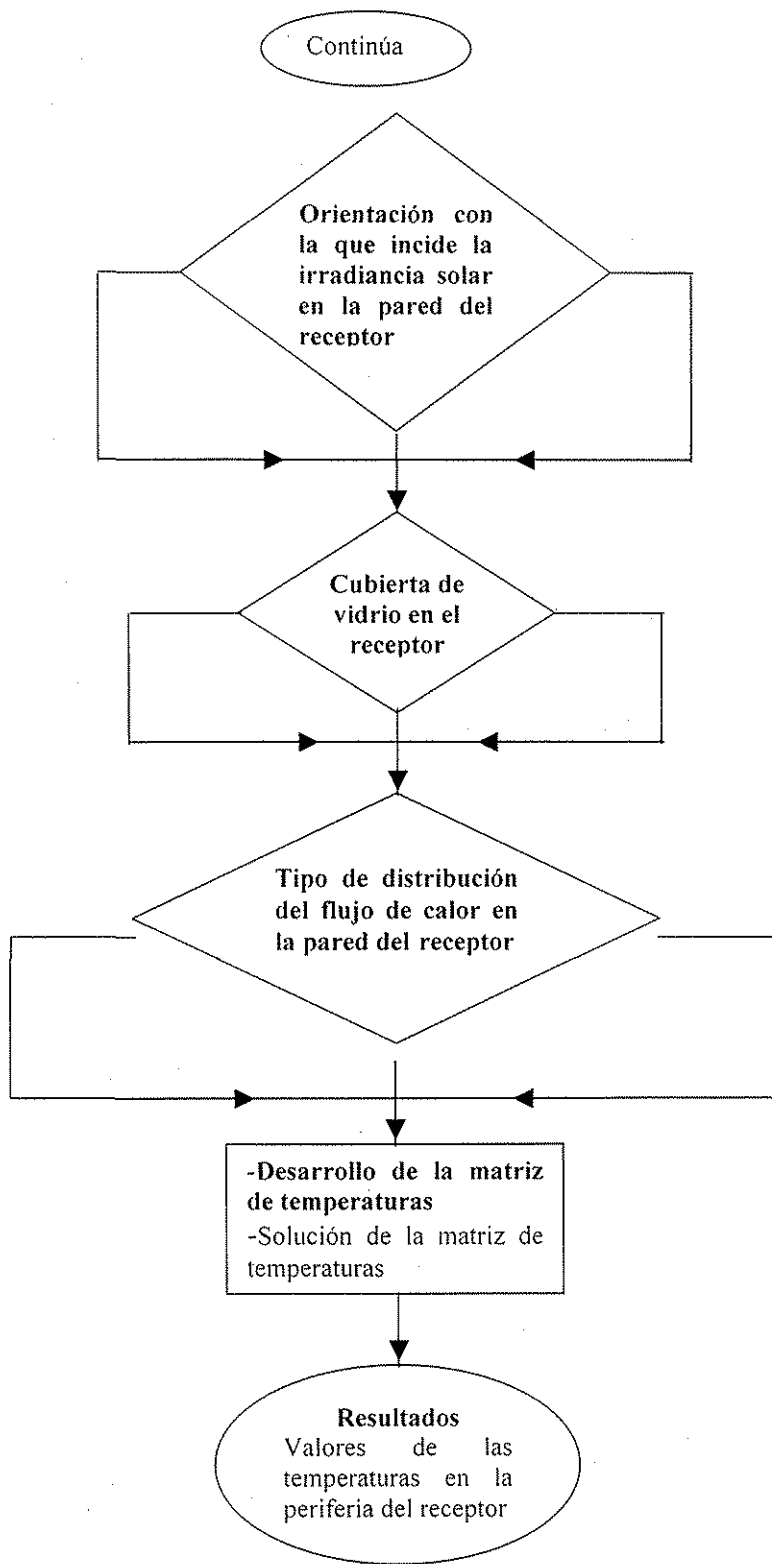 Continúa
Orientación con
la que incide la
irradiancia solar
en la pared del
receptor
Cubierta de
vidrio en el
receptor
Tipo de distribución
del flujo de calor en
la pared del receptor
-Desarrollo de la matriz
de temperaturas
-Solución de la matriz de
temperaturas
Resultados
Valores de las
temperaturas en la
periferia del receptor